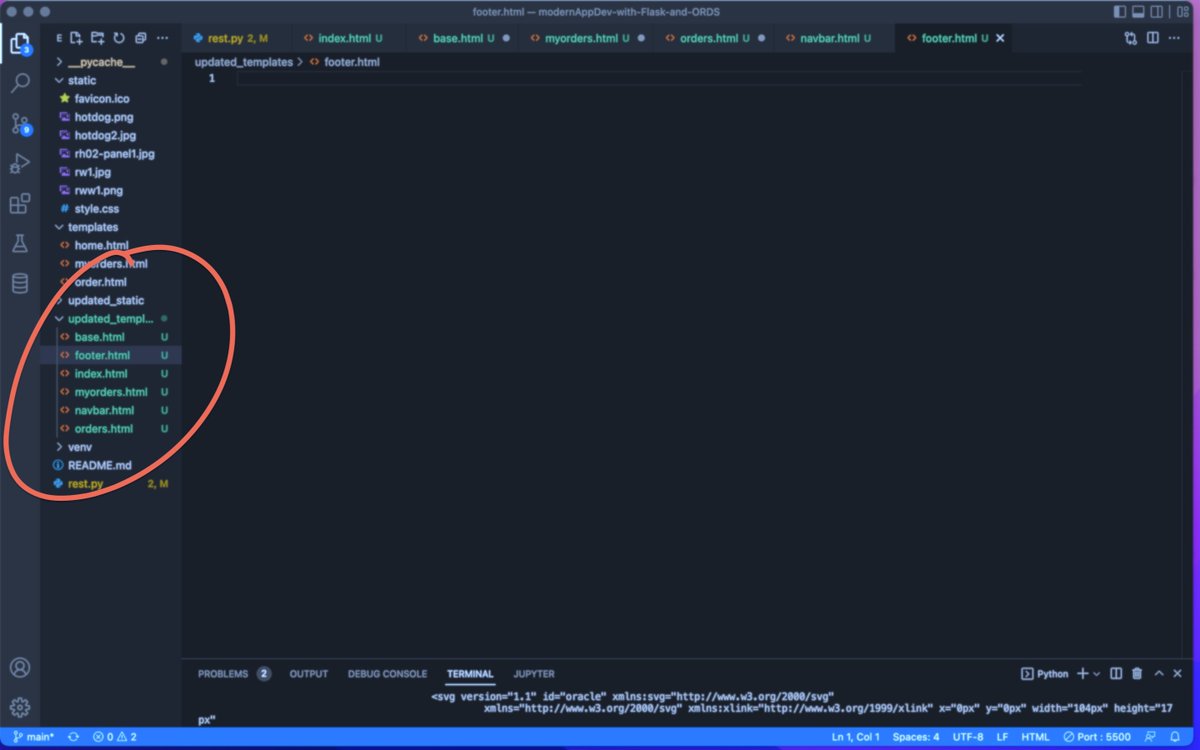 footer.html — modernAppDev-with-Flask-and-ORDS
3
E
rest.py 2, M
index.html U
base.html U
myorders.html U
orders.html U
navbar.html U
footer.html U
updated_templates > footer.html
1
__pycache__
static
favicon.ico
hotdog.png
hotdog2.jpg
9
rh02-panel1.jpg
rw1.jpg
rww1.png
# style.css
templates
home.html
myorders.html
order.html
updated_static
updated_templ...
base.html U
footer.html U
index.html U
myorders.html U
navbar.html U
orders.html U
venv
README.md
rest.py 2, M
PROBLEMS 2 OUTPUT DEBUG CONSOLE TERMINAL JUPYTER
Python
<svg version="1.1" id="oracle" xmlns:svg="http://www.w3.org/2000/svg"
xmlns="http://www.w3.org/2000/svg" xmlns:xlink="http://www.w3.org/1999/xlink" x="0px" y="0px" width="104px" height="17
px"
main* 0 2 Ln 1, Col 1 Spaces: 4 UTF-8 LF HTML Port : 5500